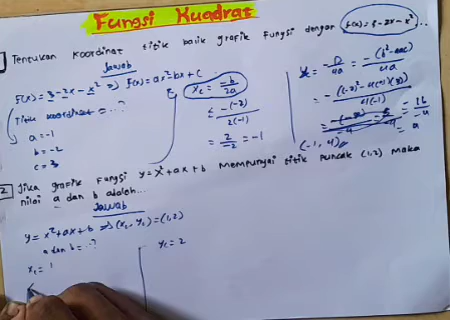 Fungsi Kuadrat
1 Tentukan Koordinat titik balik grafik fungsi dengan f(x) = 3 - 2x - x² ...
Jawab
F(x) = 3 - 2x - x² ⇒ f(x) = ax² + bx + c
Titik koordinat = ...?
a = -1
b = -2
c = 3
xc = -b/2a
= -(-2)/2(-1)
= 2/-2 = -1
= -D/4a = -(b² - 4ac)/4a
= -((-2)² - 4(-1)(3))/4(-1)
= 16/-4
(-1, 4)
2 Jika grafik fungsi y = x² + ax + b mempunyai titik puncak (1,2) maka
nilai a dan b adalah...
Jawab
y = x² + ax + b ⇒ (xc, yc) = (1,2)
a dan b = ...?
xc = 1
yc = 2